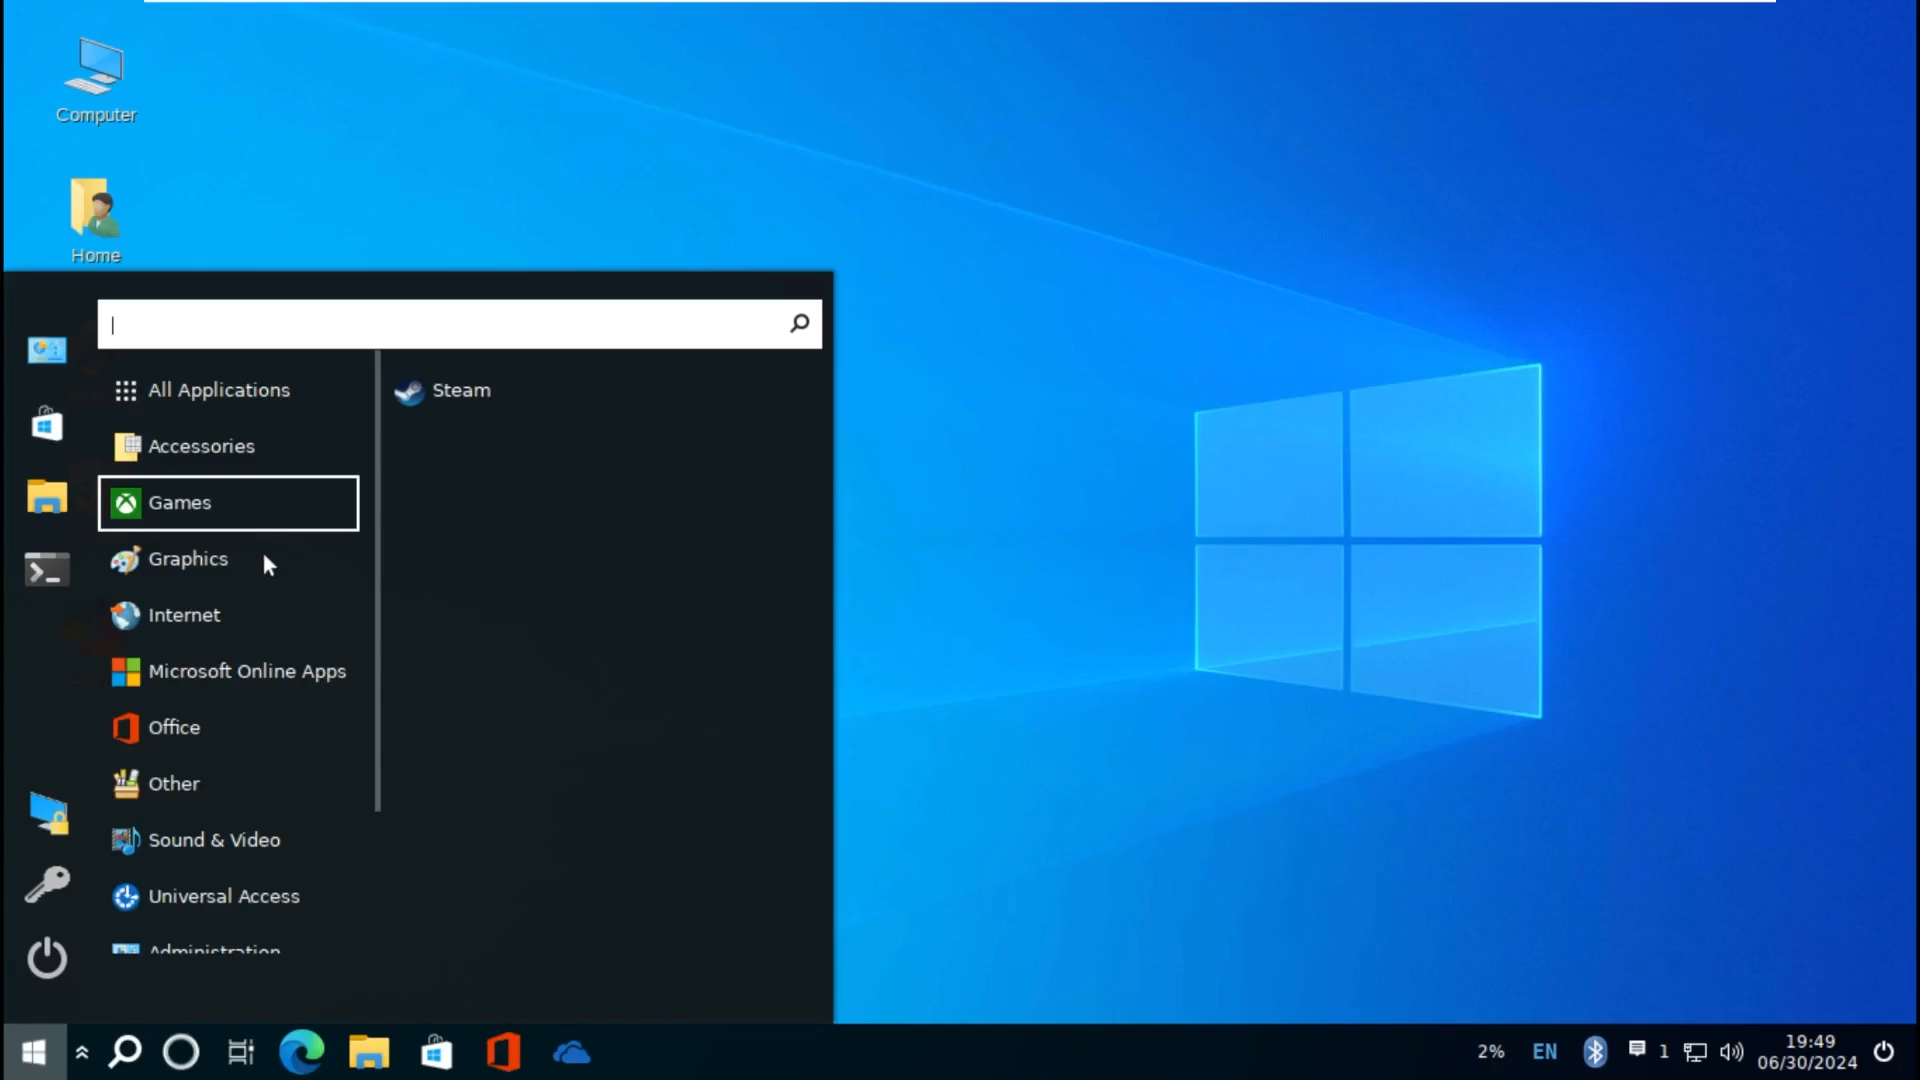 Computer
Home
All Applications
Accessories
Games
Graphics
Internet
Microsoft Online Apps
Office
Other
Sound & Video
Universal Access
Administration
Steam
2%
EN
1
19:49
06/30/2024